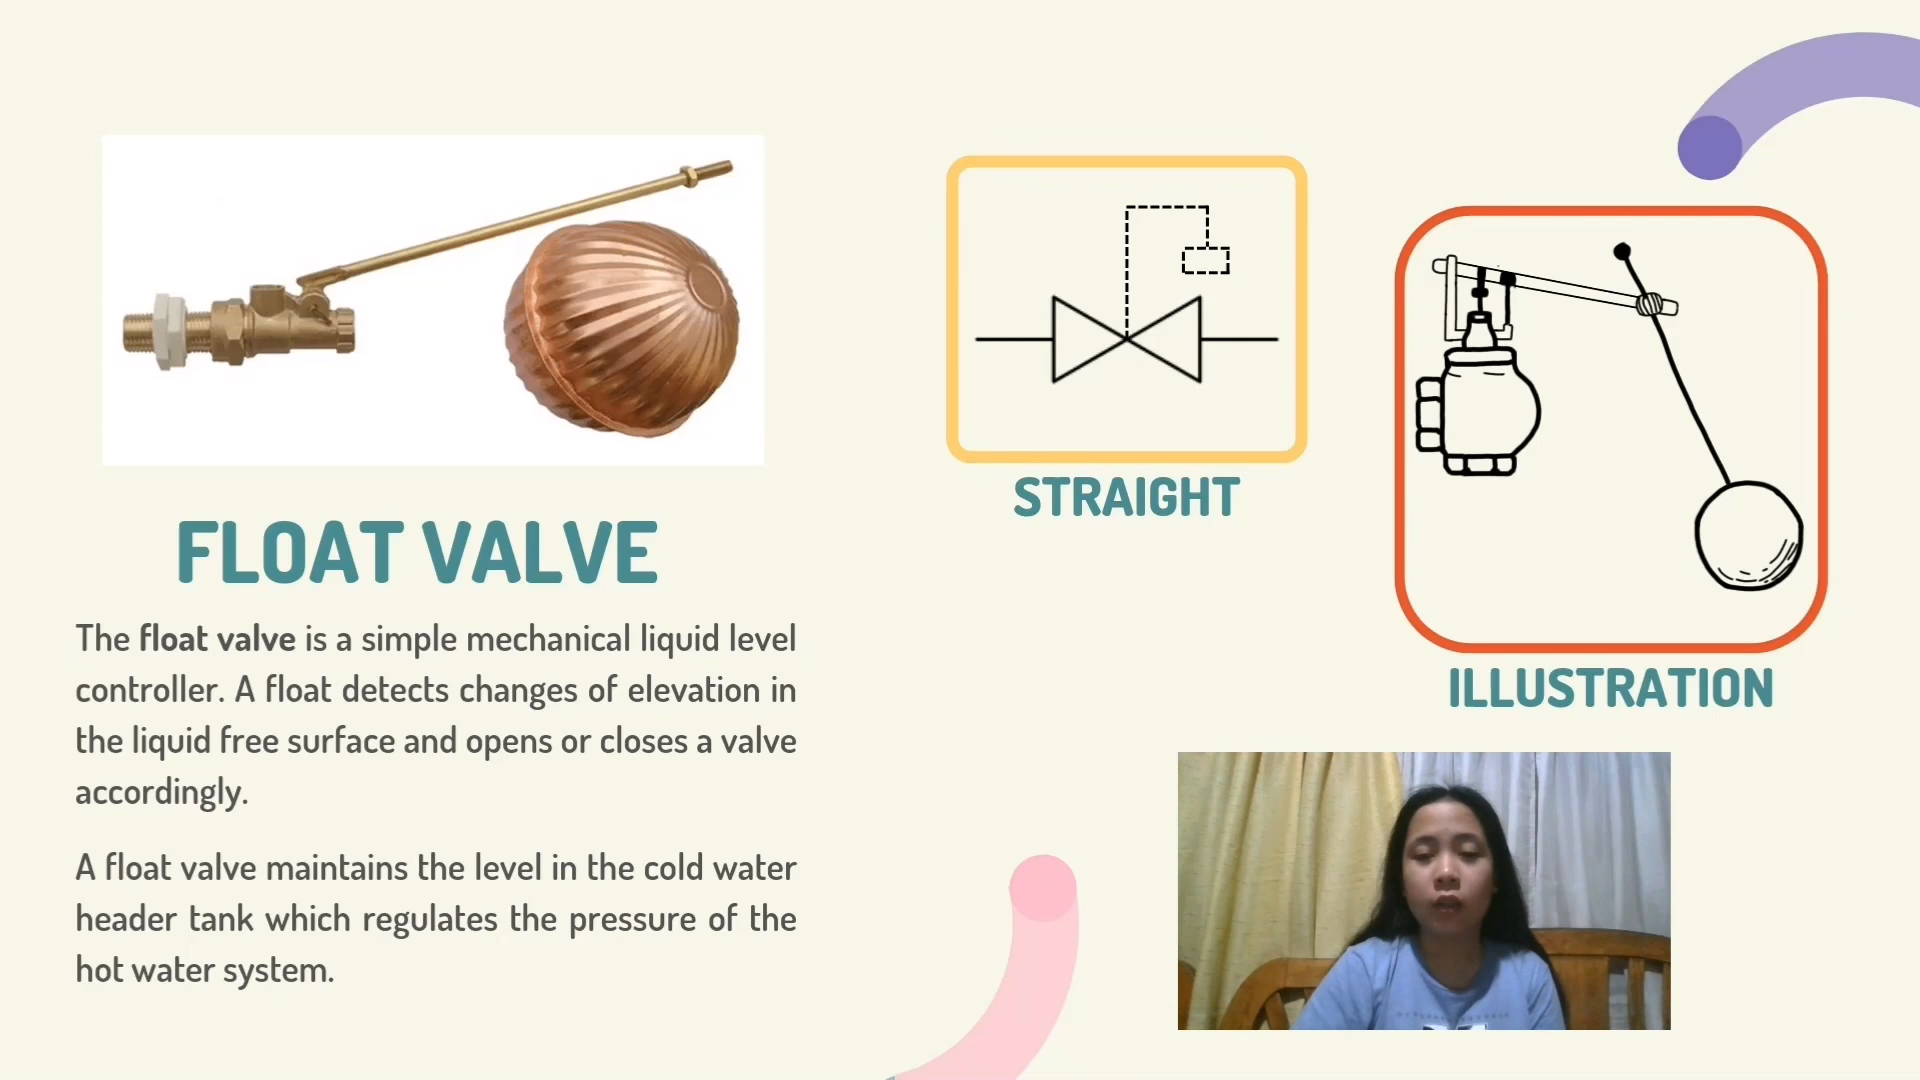 FLOAT VALVE
The float valve is a simple mechanical liquid level
controller. A float detects changes of elevation in
the liquid free surface and opens or closes a valve
accordingly.
A float valve maintains the level in the cold water
header tank which regulates the pressure of the
hot water system.
STRAIGHT
ILLUSTRATION